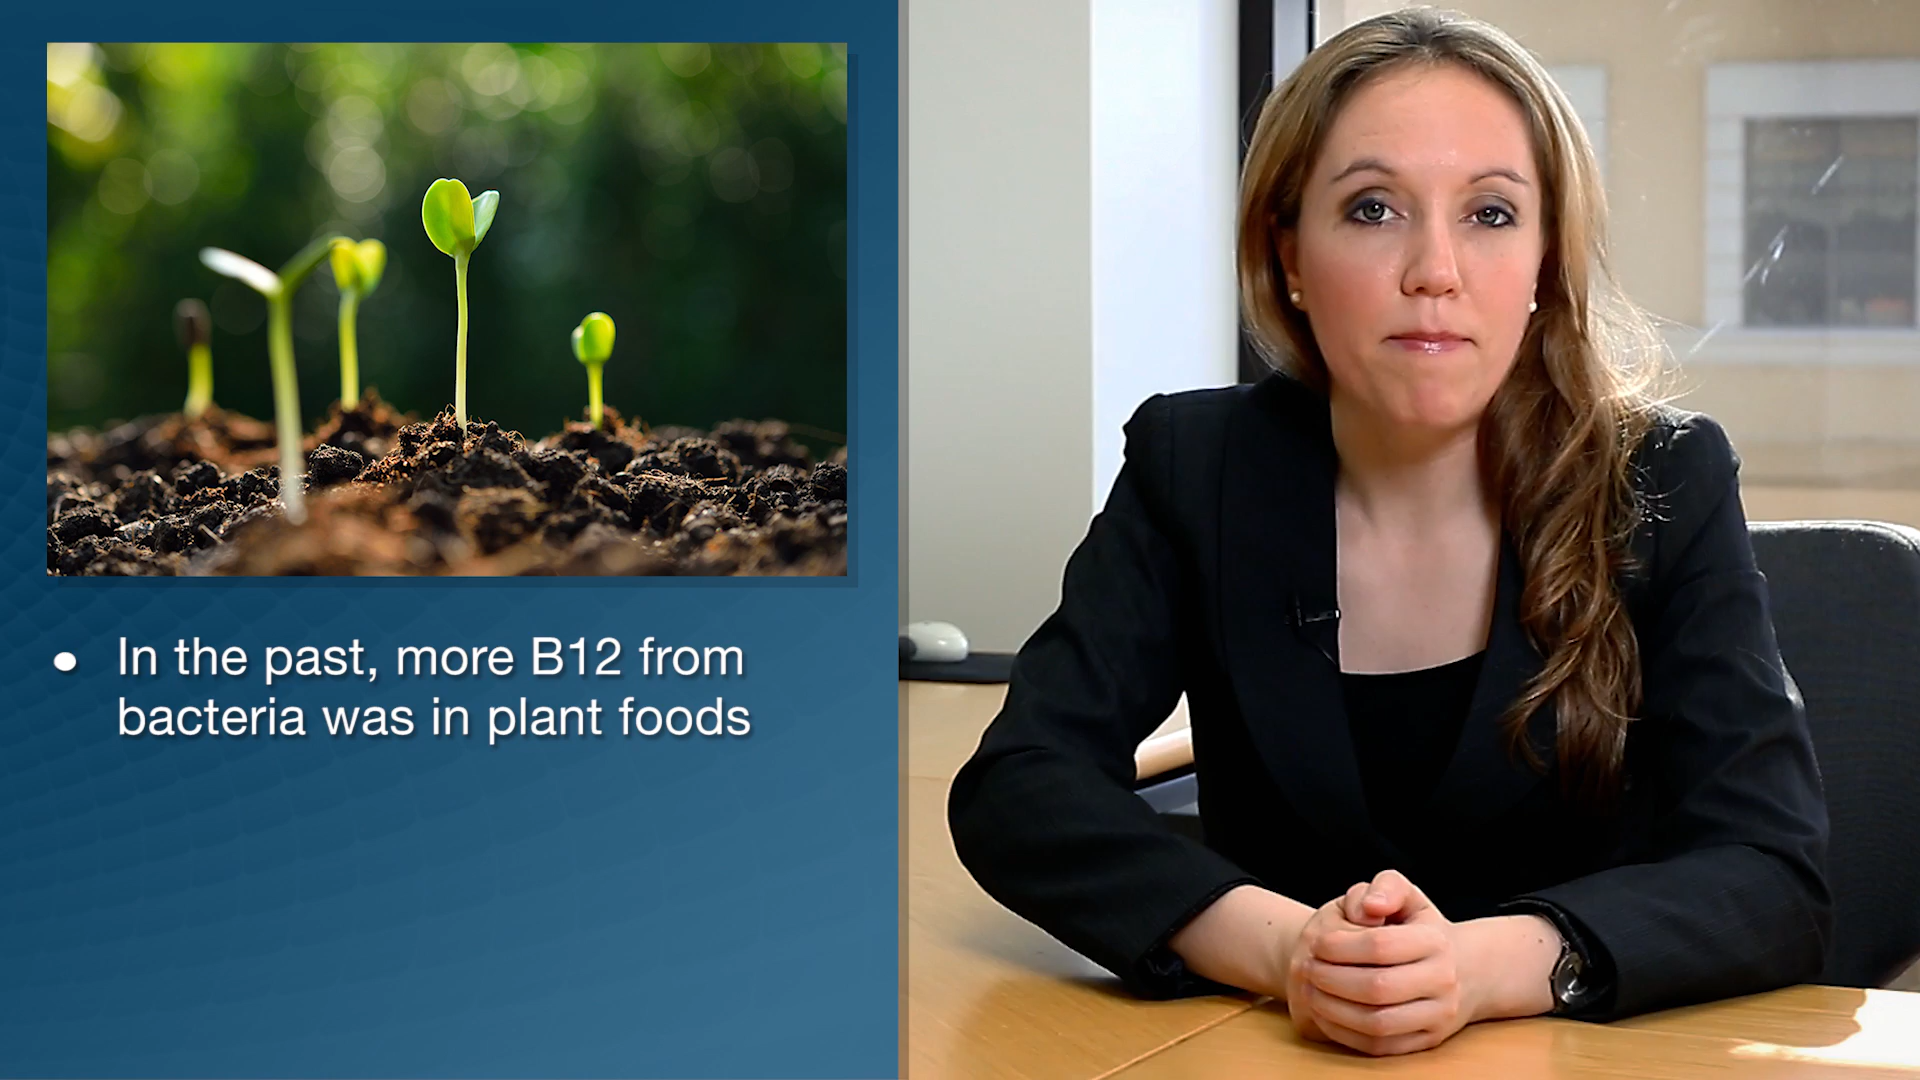 In the past, more B12 from
bacteria was in plant foods